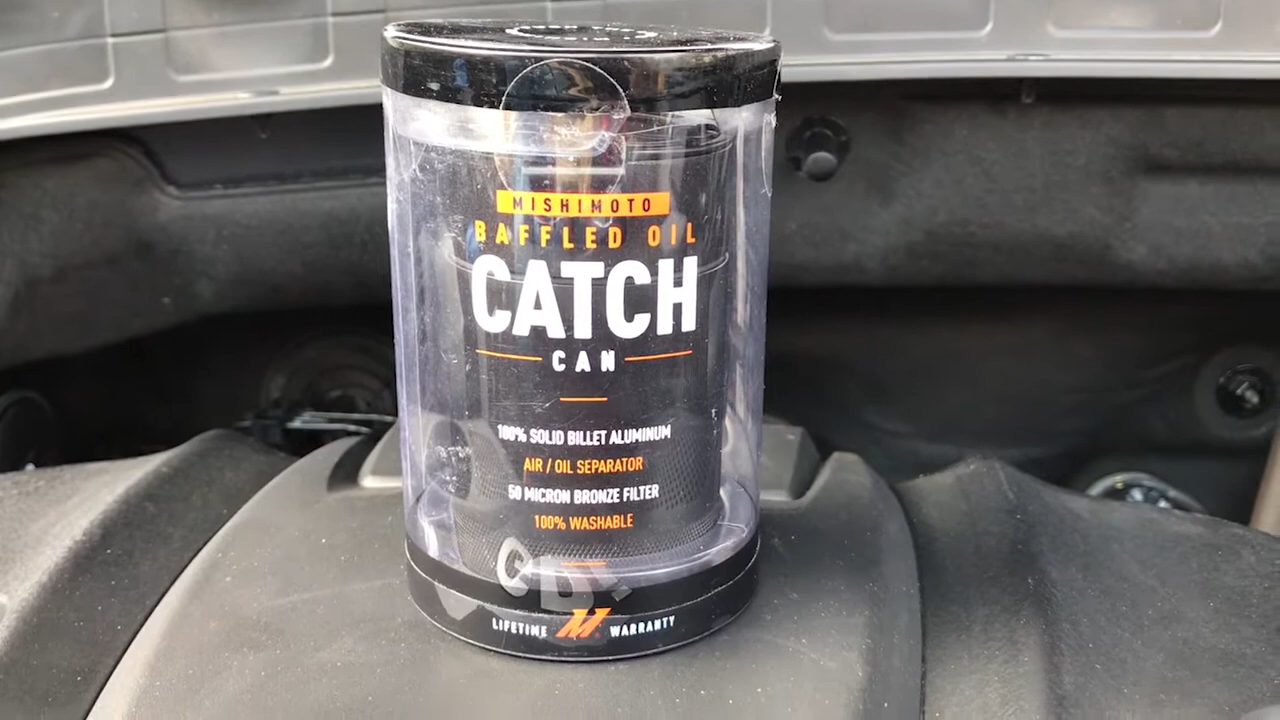 MISHIMOTO
BAFFLED OIL
CATCH
CAN
100% SOLID BILLET ALUMINUM
AIR / OIL SEPARATOR
50 MICRON BRONZE FILTER
100% WASHABLE
LIFETIME WARRANTY